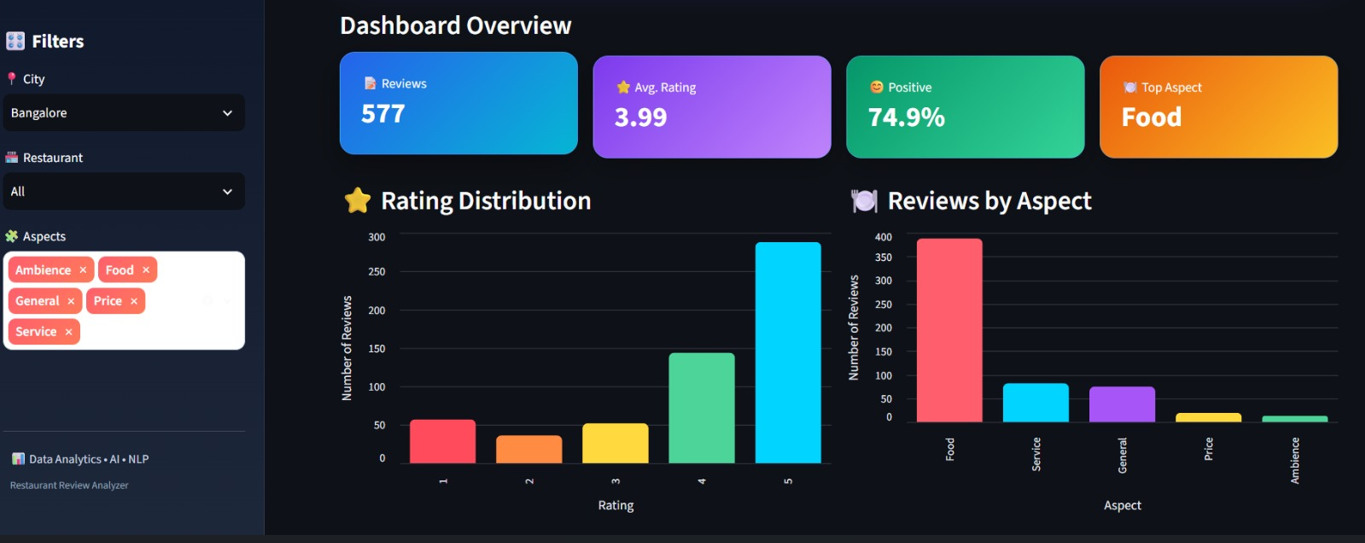 Filters
City
Bangalore
Restaurant
All
Aspects
Ambience ×
Food ×
General ×
Price ×
Service ×
Data Analytics • AI • NLP
Restaurant Review Analyzer
Dashboard Overview
Reviews
577
Avg. Rating
3.99
Positive
74.9%
Top Aspect
Food
Rating Distribution
Number of Reviews
300
250
200
150
100
50
0
1
2
3
4
5
Rating
Reviews by Aspect
Number of Reviews
400
350
300
250
200
150
100
50
0
Food
Service
General
Price
Ambience
Aspect